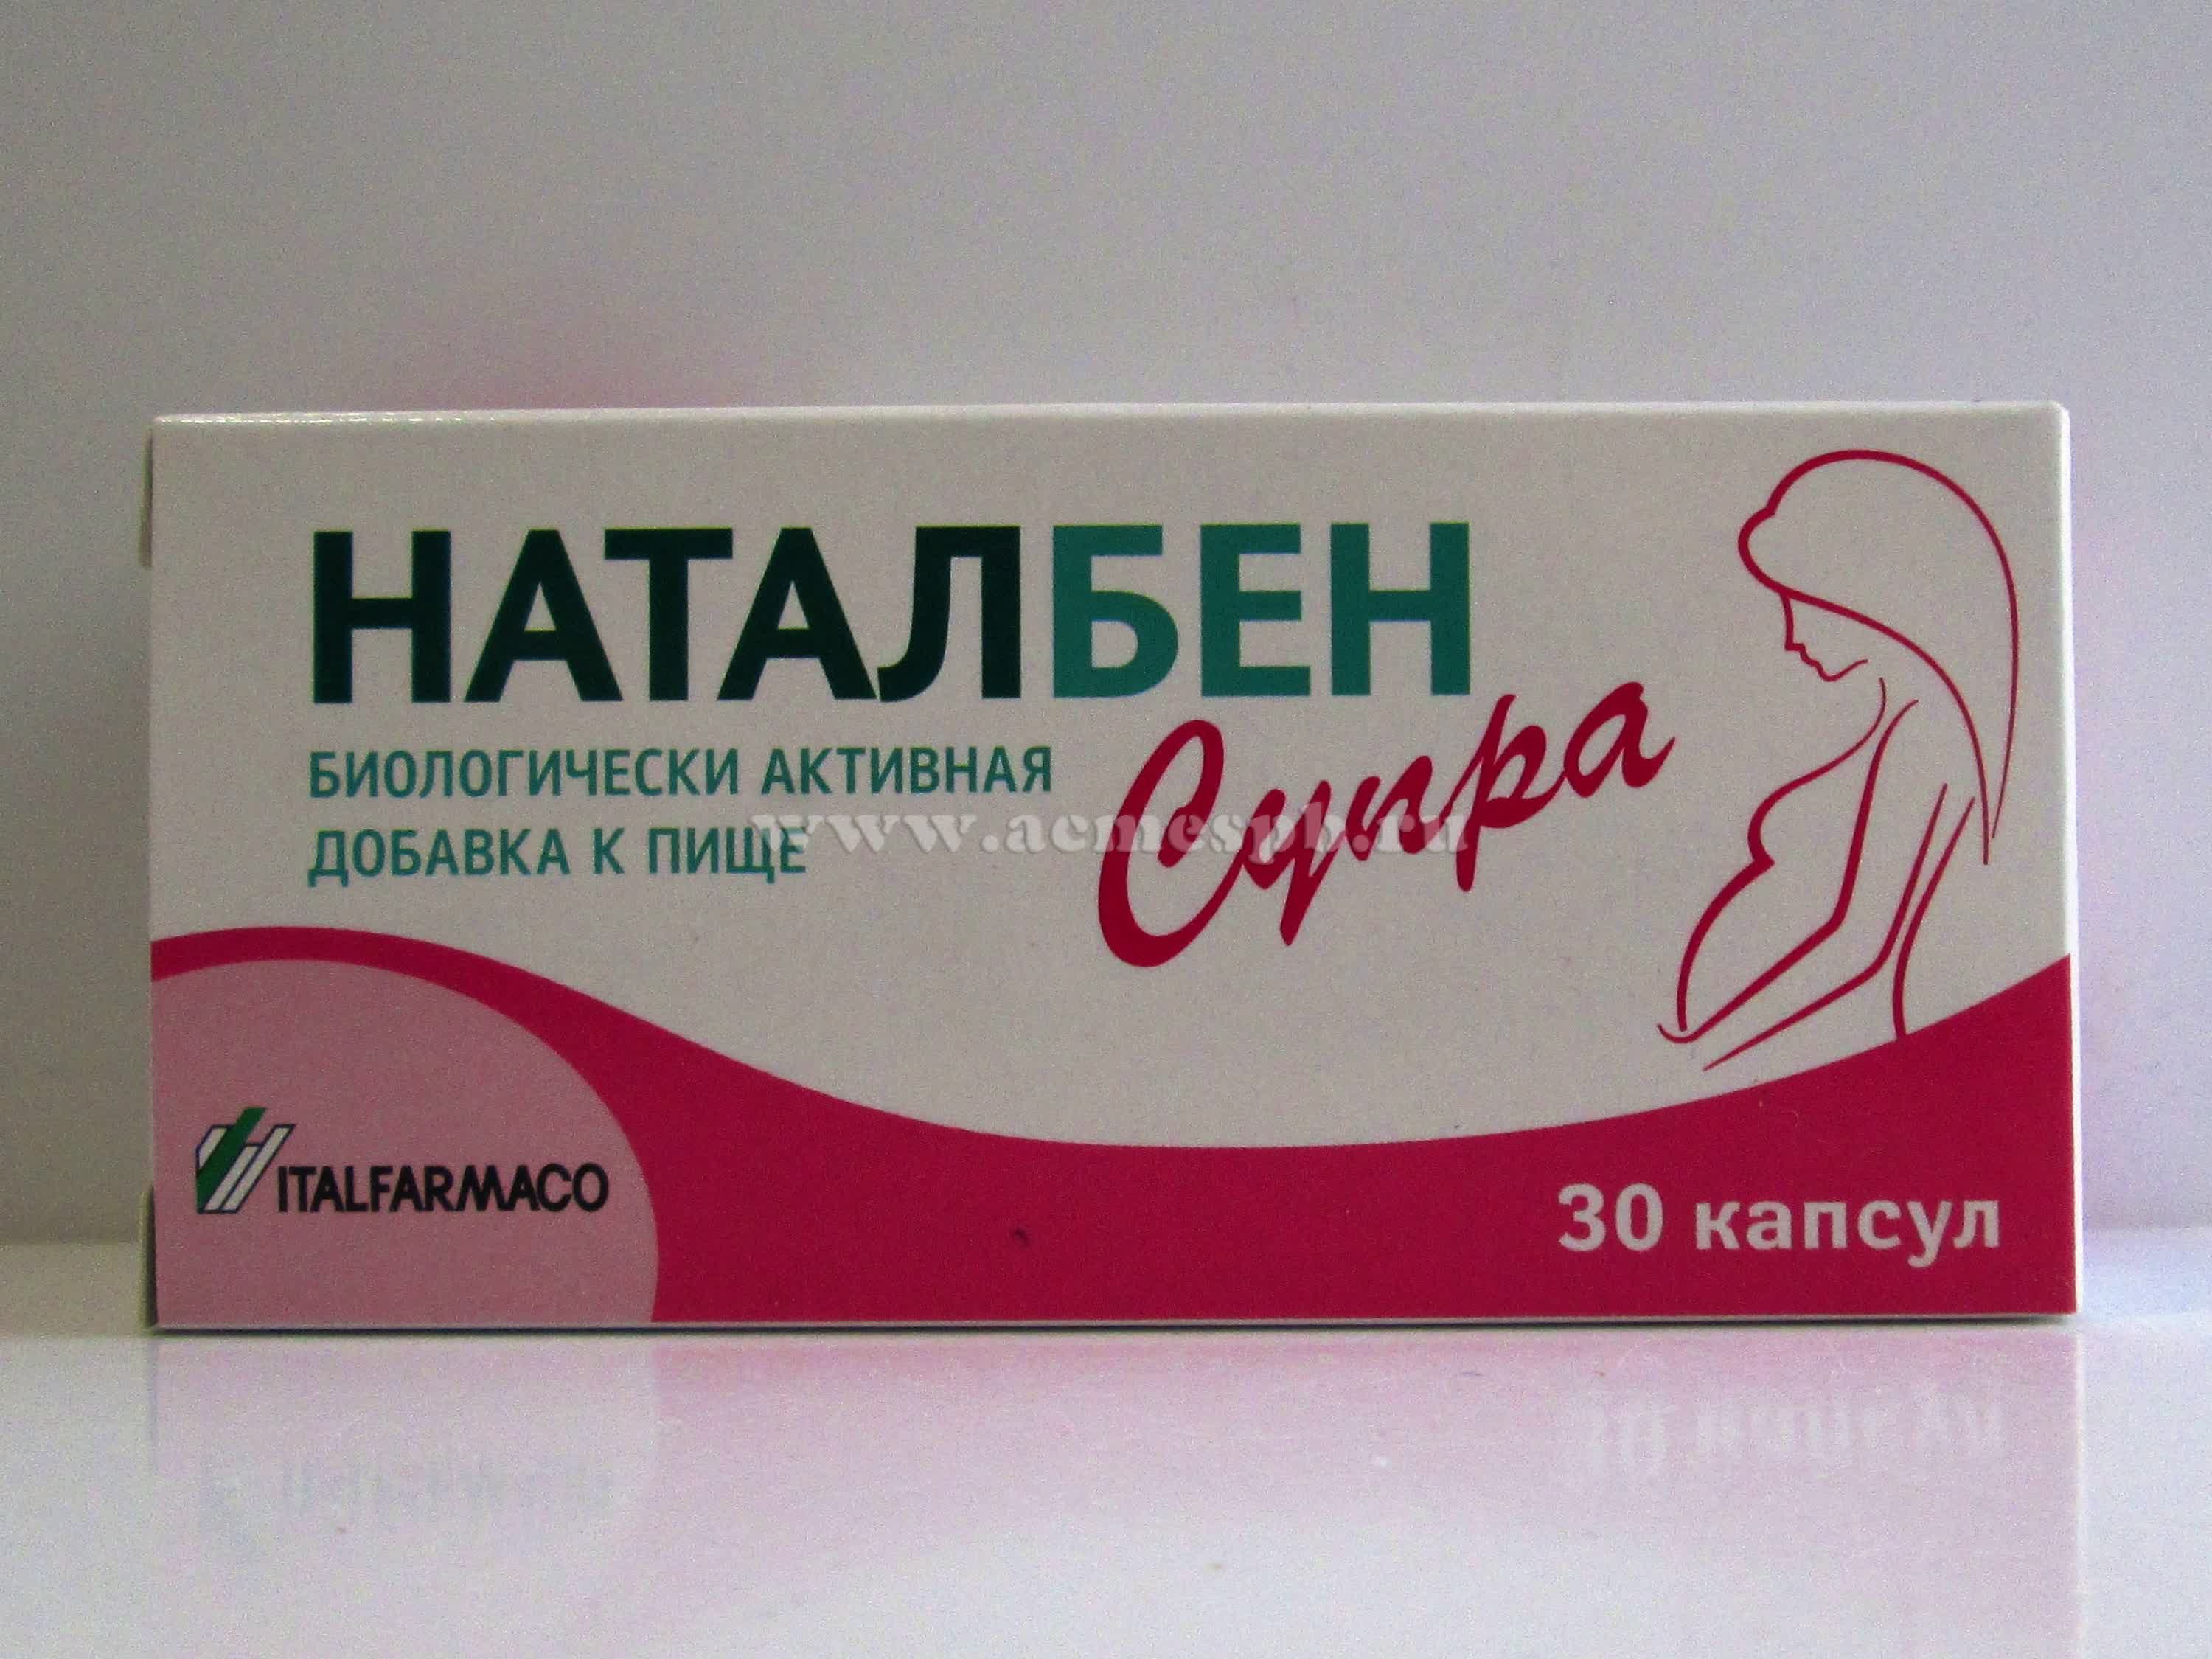 НАТАЛБЕН
Супра
БИОЛОГИЧЕСКИ АКТИВНАЯ
ДОБАВКА К ПИЩЕ
www.acmespb.ru
ITALFARMACO
30 капсул